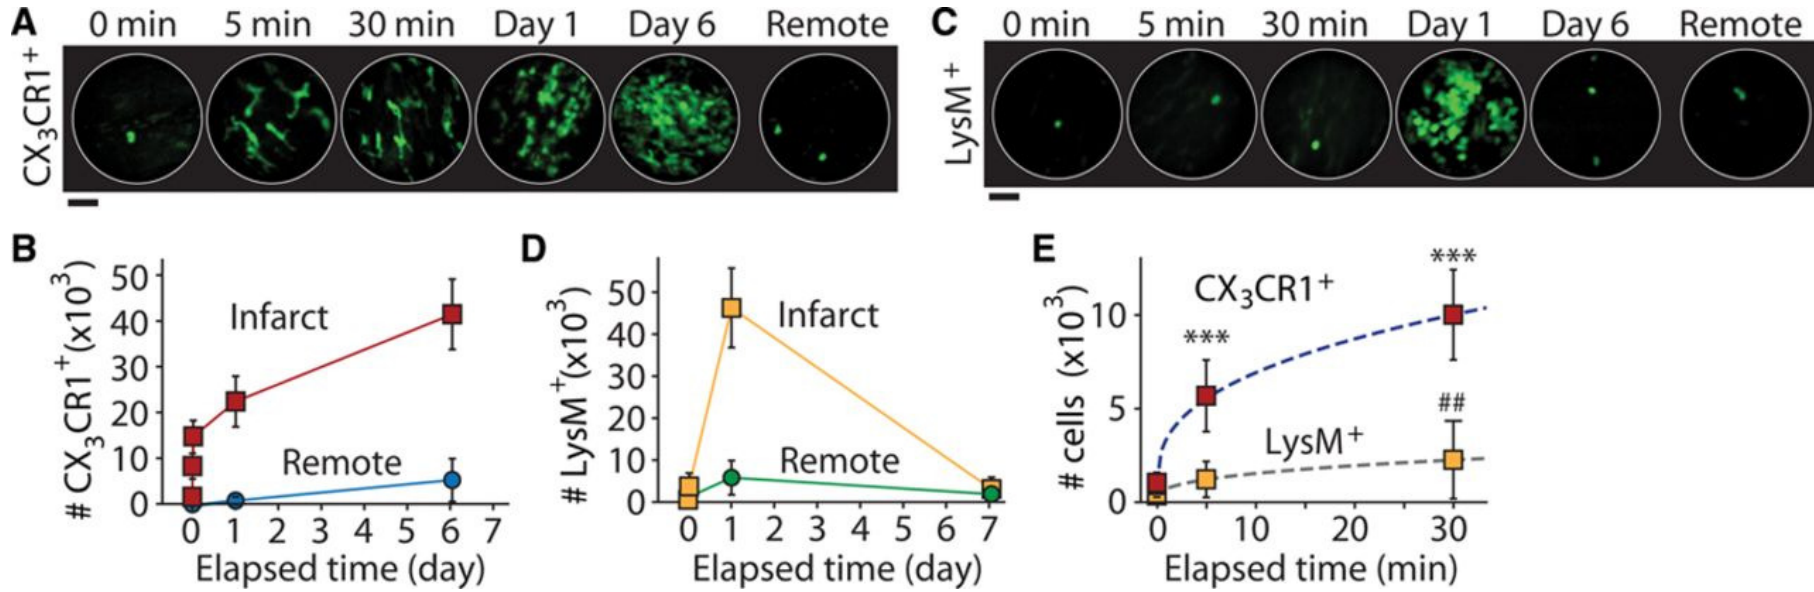 A
0 min 5 min 30 min Day 1 Day 6 Remote
CX3CR1+
C
0 min 5 min 30 min Day 1 Day 6 Remote
LysM+
B
# CX3CR1+(x103)
50
40
30
20
10
0
Infarct
Remote
0 1 2 3 4 5 6 7
Elapsed time (day)
D
# LysM+(x103)
50
40
30
20
10
0
Infarct
Remote
0 1 2 3 4 5 6 7
Elapsed time (day)
E
# cells (x103)
10
5
0
CX3CR1+
***
***
LysM+
##
0 10 20 30
Elapsed time (min)